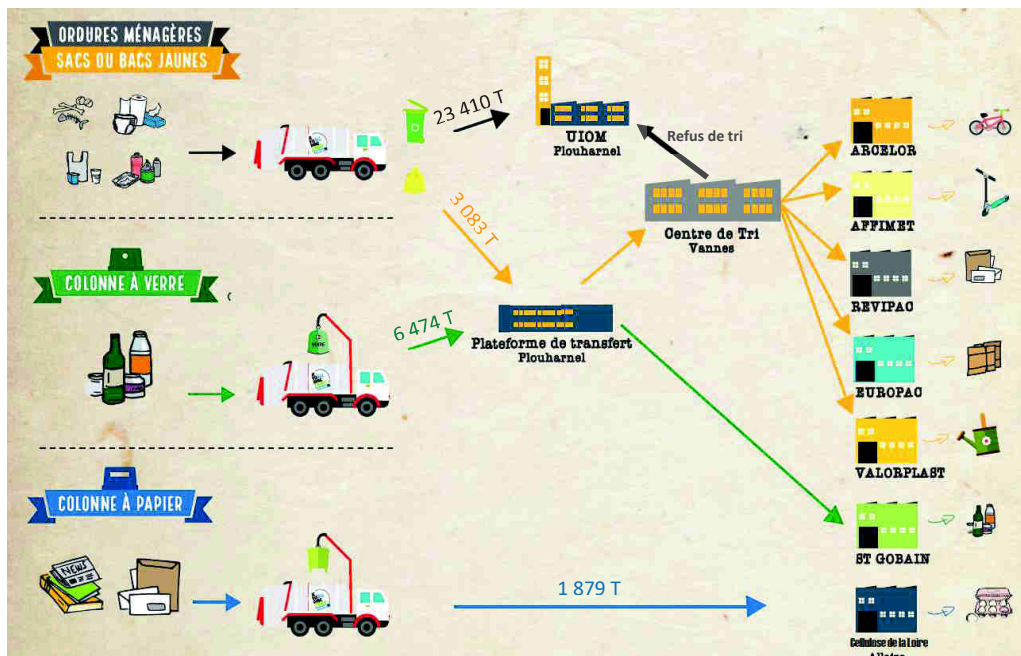 ORDURES MÉNAGÈRES
SACS OU BACS JAUNES
23 410 T
UIOM
Plouharnel
Refus de tri
ARCELOR
3 083 T
Centre de Tri
Vannes
AFFIMET
COLONNE À VERRE
REVIPAC
VERRE
6 474 T
Plateforme de transfert
Plouharnel
EUROPAC
VALORPLAST
COLONNE À PAPIER
ST GOBAIN
NEWS
1 879 T
Cellulose de la Loire